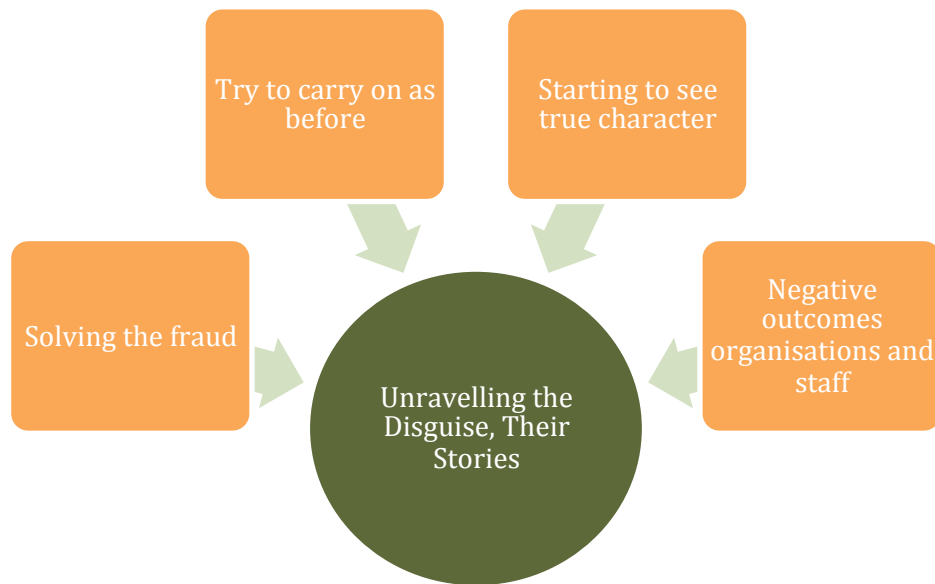 Try to carry on as
before
Starting to see
true character
Solving the fraud
Negative
outcomes
organisations and
staff
Unravelling the
Disguise, Their
Stories